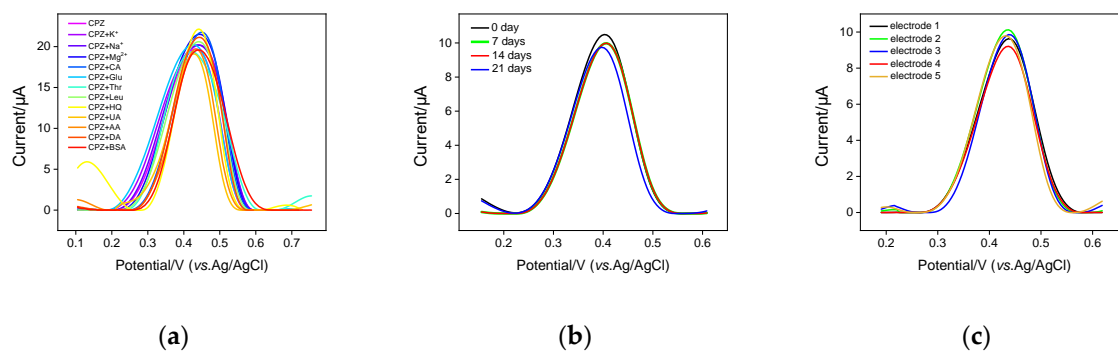 CPZ
CPZ+K⁺
CPZ+Na⁺
CPZ+Mg²⁺
CPZ+CA
CPZ+Glu
CPZ+Thr
CPZ+Leu
CPZ+HQ
CPZ+UA
CPZ+AA
CPZ+DA
CPZ+BSA
20
15
10
5
0
Current/μA
0.1 0.2 0.3 0.4 0.5 0.6 0.7
Potential/V (vs.Ag/AgCl)
(a)
0 day
7 days
14 days
21 days
10
8
6
4
2
0
Current/μA
0.2 0.3 0.4 0.5 0.6
Potential/V (vs.Ag/AgCl)
(b)
electrode 1
electrode 2
electrode 3
electrode 4
electrode 5
10
8
6
4
2
0
Current/μA
0.2 0.3 0.4 0.5 0.6
Potential/V (vs.Ag/AgCl)
(c)